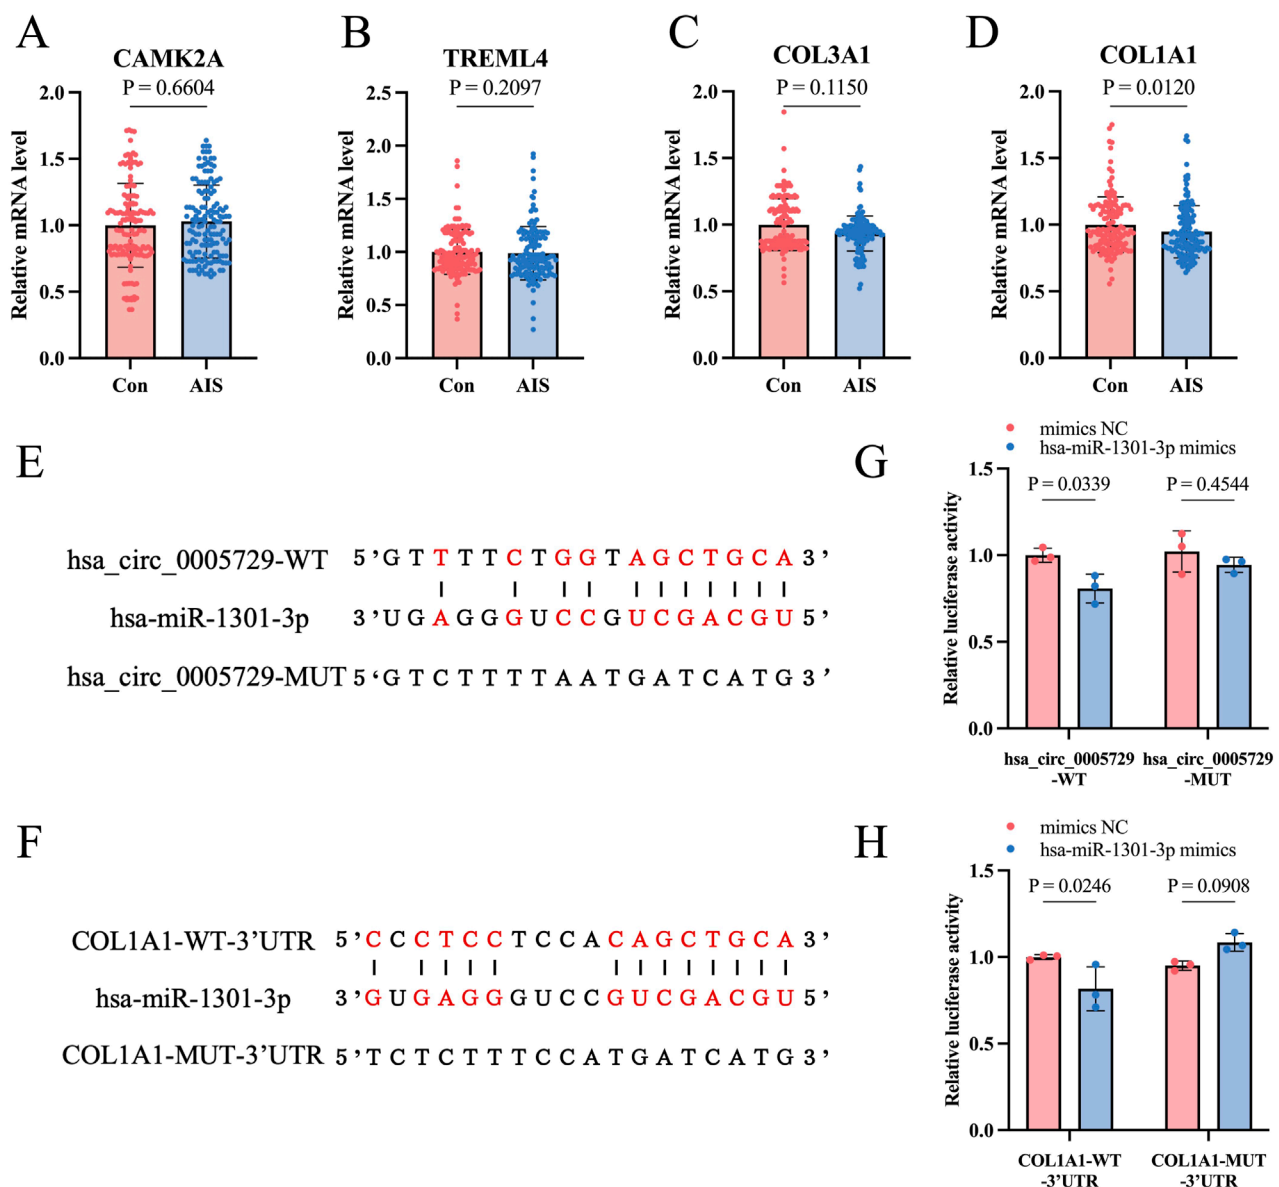 A
B
C
D
CAMK2A
TREML4
COL3A1
COL1A1
P = 0.6604
P = 0.2097
P = 0.1150
P = 0.0120
Relative mRNA level
2.0
1.5
1.0
0.5
0.0
Con
AIS
Relative mRNA level
2.5
2.0
1.5
1.0
0.5
0.0
Con
AIS
Relative mRNA level
2.0
1.5
1.0
0.5
0.0
Con
AIS
Relative mRNA level
2.0
1.5
1.0
0.5
0.0
Con
AIS
E
hsa_circ_0005729-WT 5 ’ G T T T T C T G G T A G C T G C A 3 ’
hsa-miR-1301-3p 3 ’ U G A G G G U C C G U C G A C G U 5 ’
hsa_circ_0005729-MUT 5 ‘ G T C T T T T A A T G A T C A T G 3 ’
G
mimics NC
hsa-miR-1301-3p mimics
P = 0.0339
P = 0.4544
Relative luciferase activity
1.5
1.0
0.5
0.0
hsa_circ_0005729
-WT
hsa_circ_0005729
-MUT
F
COL1A1-WT-3’UTR 5 ’ C C C T C C T C C A C A G C T G C A 3 ’
hsa-miR-1301-3p 3 ’ G U G A G G G U C C G U C G A C G U 5 ’
COL1A1-MUT-3’UTR 5 ’ T C T C T T T C C A T G A T C A T G 3 ’
H
mimics NC
hsa-miR-1301-3p mimics
P = 0.0246
P = 0.0908
Relative luciferase activity
1.5
1.0
0.5
0.0
COL1A1-WT
-3’UTR
COL1A1-MUT
-3’UTR